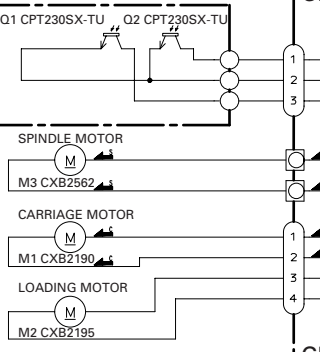 Q1 CPT230SX-TU Q2 CPT230SX-TU
1
2
3
SPINDLE MOTOR
M
S
M3 CXB2562
S
CARRIAGE MOTOR
M
C
1
M1 CXB2190
C
2
3
LOADING MOTOR
4
M
M2 CXB2195